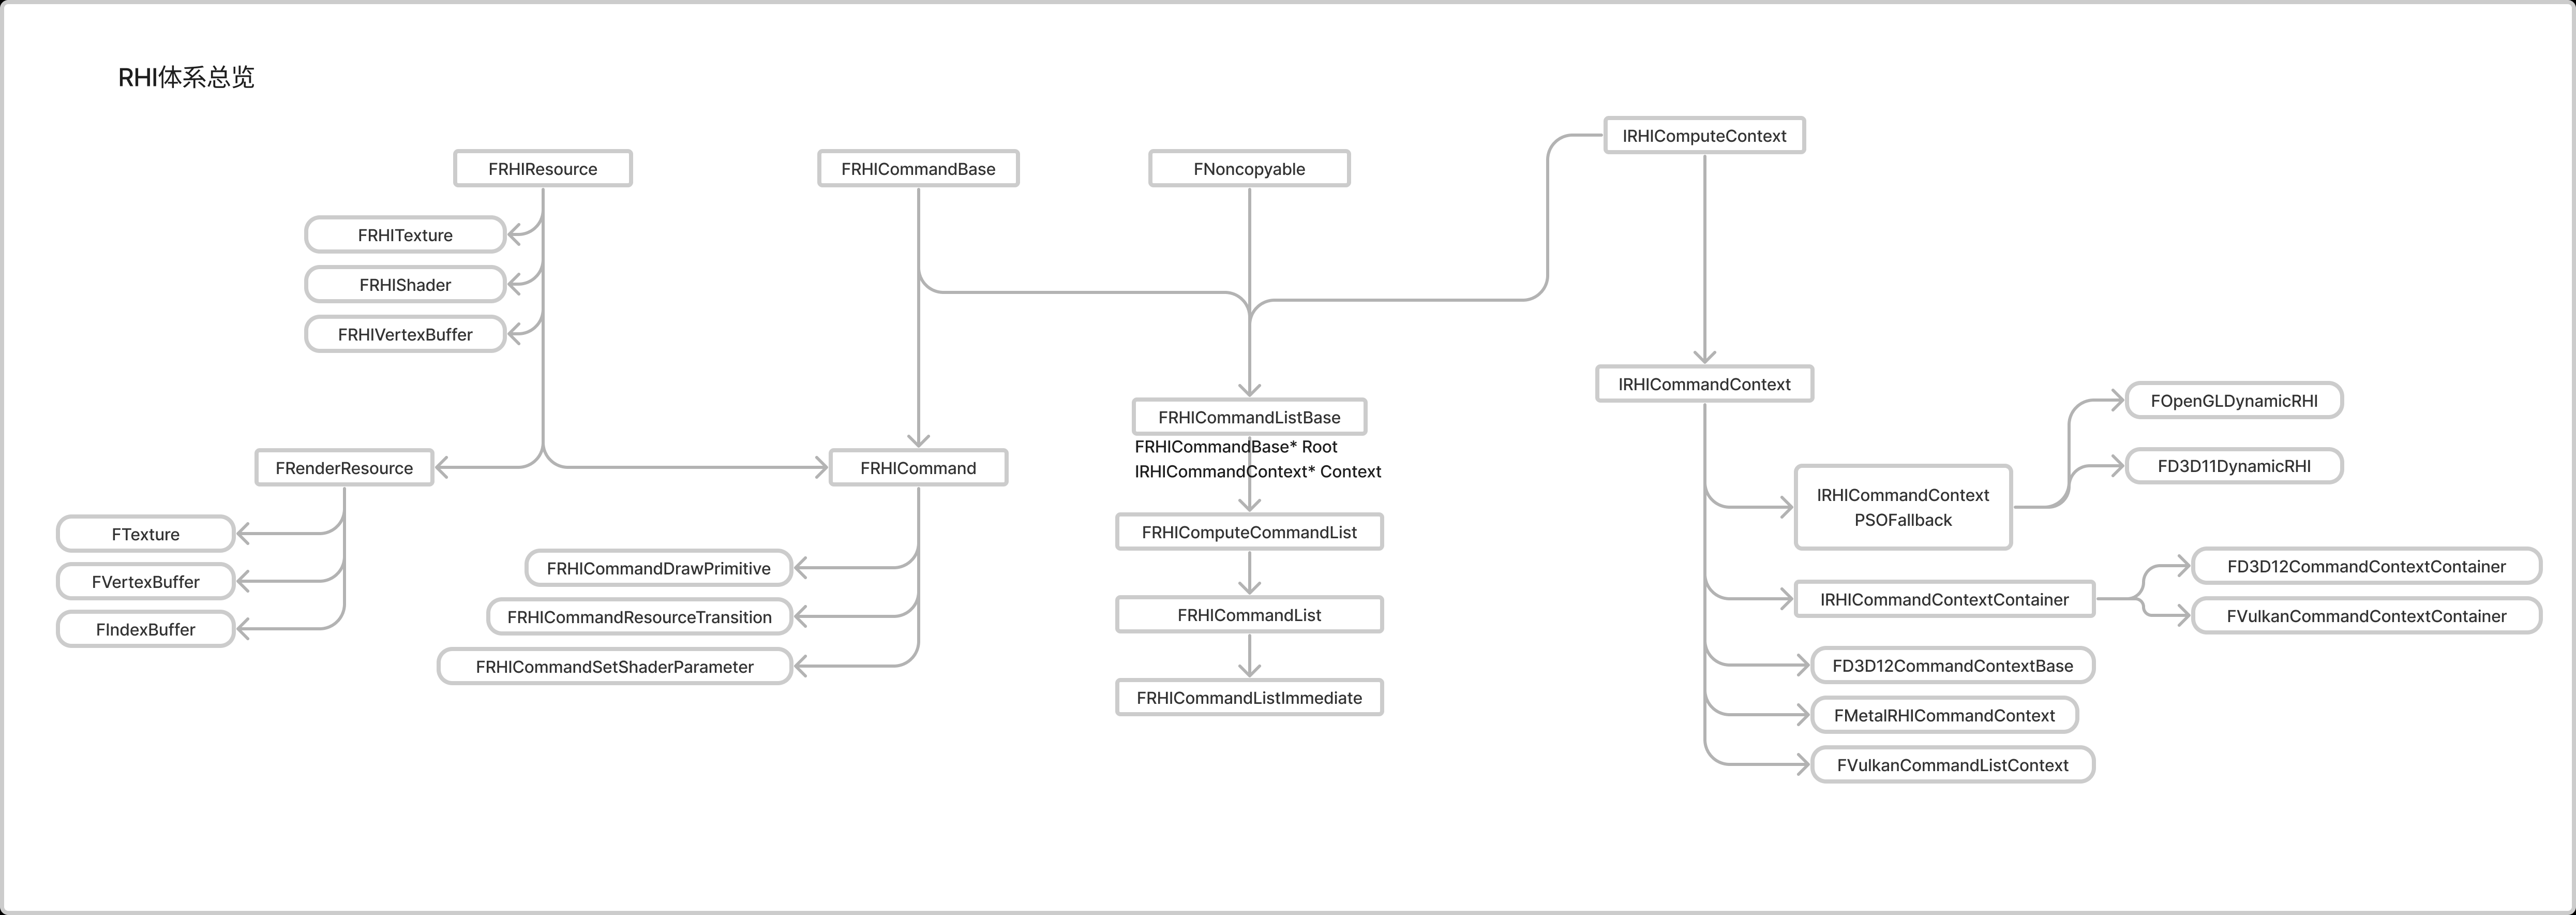 RHI体系总览
IRHIComputeContext
FRHIResource
FRHICommandBase
FNoncopyable
FRHITexture
FRHIShader
FRHIVertexBuffer
IRHICommandContext
FOpenGLDynamicRHI
FRHICommandListBase
FRHICommandBase* Root
IRHICommandContext* Context
FRenderResource
FRHICommand
FD3D11DynamicRHI
IRHICommandContext
PSOFallback
FTexture
FRHIComputeCommandList
FVertexBuffer
FRHICommandDrawPrimitive
FD3D12CommandContextContainer
IRHICommandContextContainer
FIndexBuffer
FRHICommandResourceTransition
FRHICommandList
FVulkanCommandContextContainer
FRHICommandSetShaderParameter
FD3D12CommandContextBase
FRHICommandListImmediate
FMetalRHICommandContext
FVulkanCommandListContext